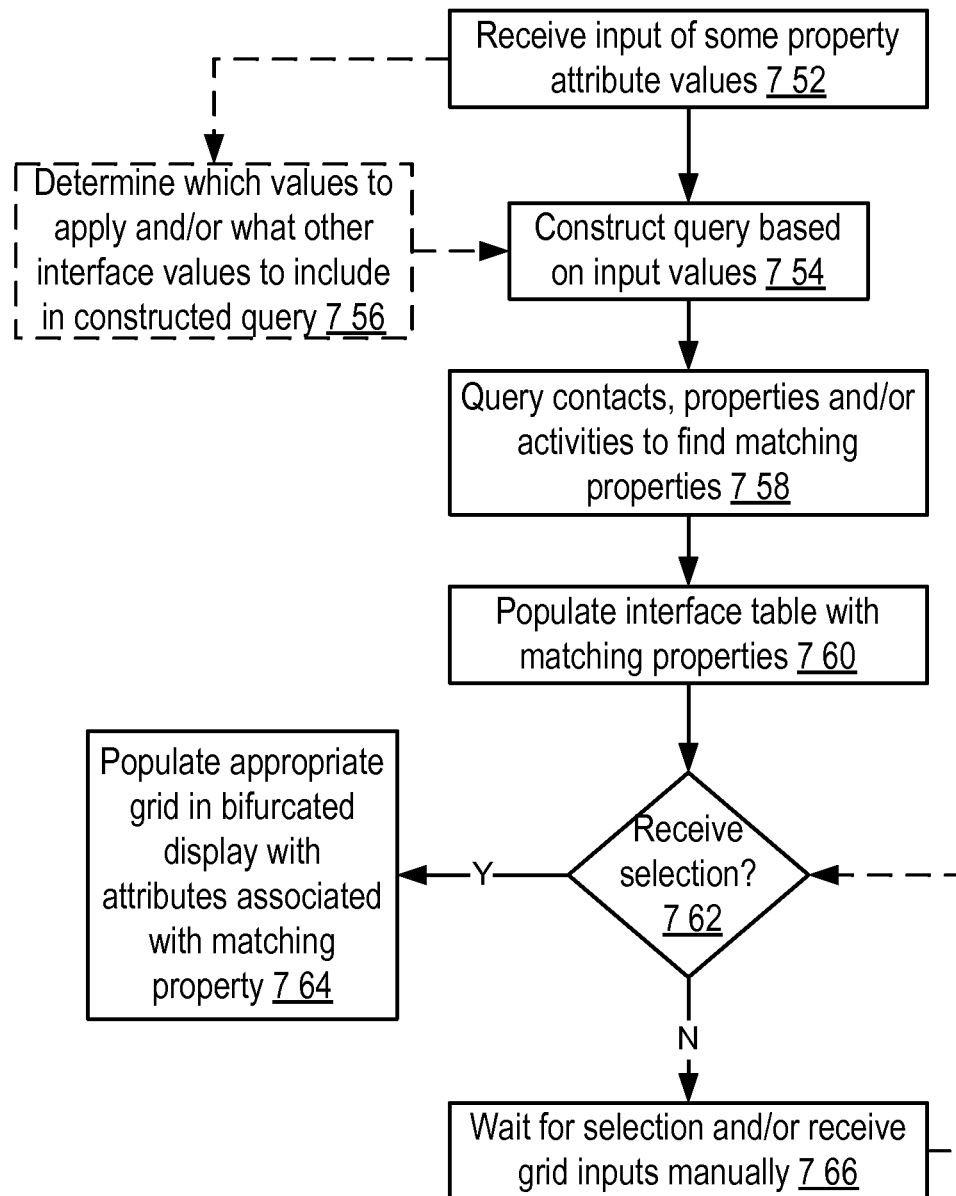 Receive input of some property
attribute values 7 52
Determine which values to
apply and/or what other
interface values to include
in constructed query 7 56
Construct query based
on input values 7 54
Query contacts, properties and/or
activities to find matching
properties 7 58
Populate interface table with
matching properties 7 60
Populate appropriate
grid in bifurcated
display with
attributes associated
with matching
property 7 64
Y
Receive
selection?
7 62
N
Wait for selection and/or receive
grid inputs manually 7 66